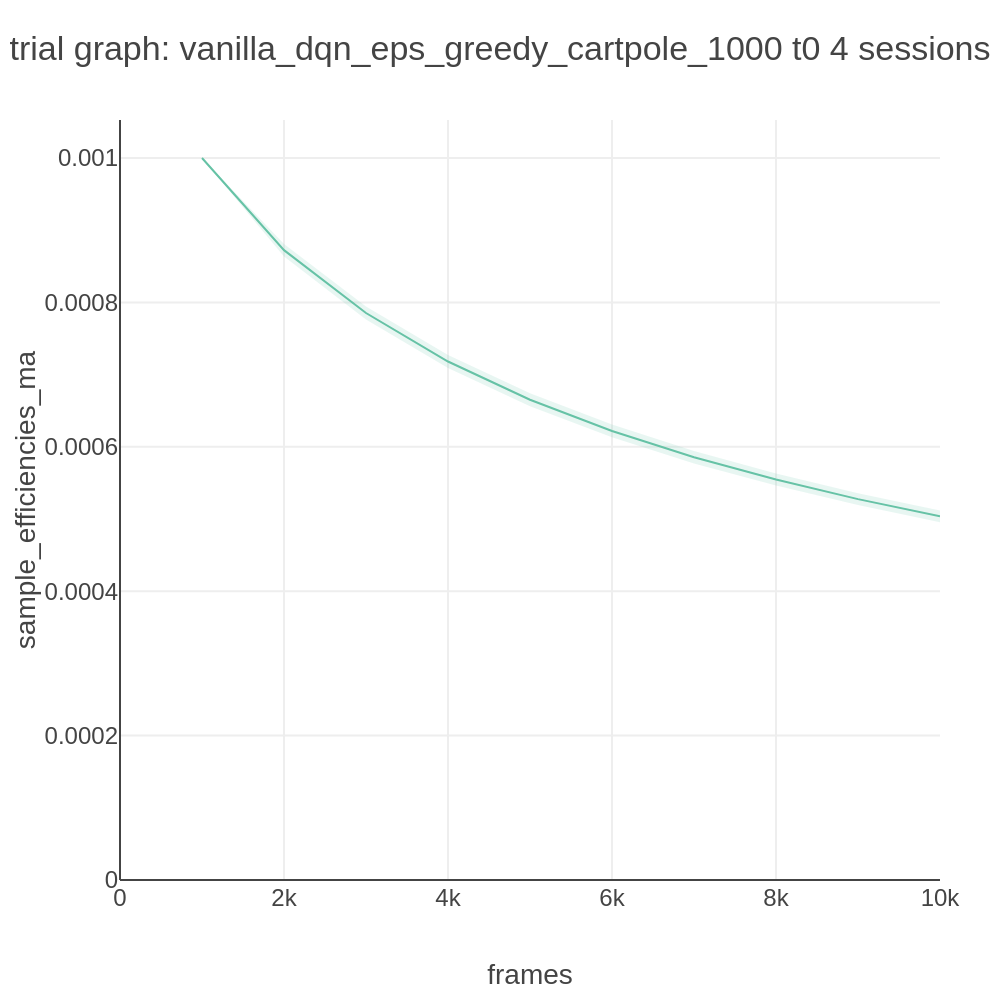 trial graph: vanilla_dqn_eps_greedy_cartpole_1000 t0 4 sessions
sample_efficiencies_ma
0.001
0.0008
0.0006
0.0004
0.0002
0
0 2k 4k 6k 8k 10k
frames